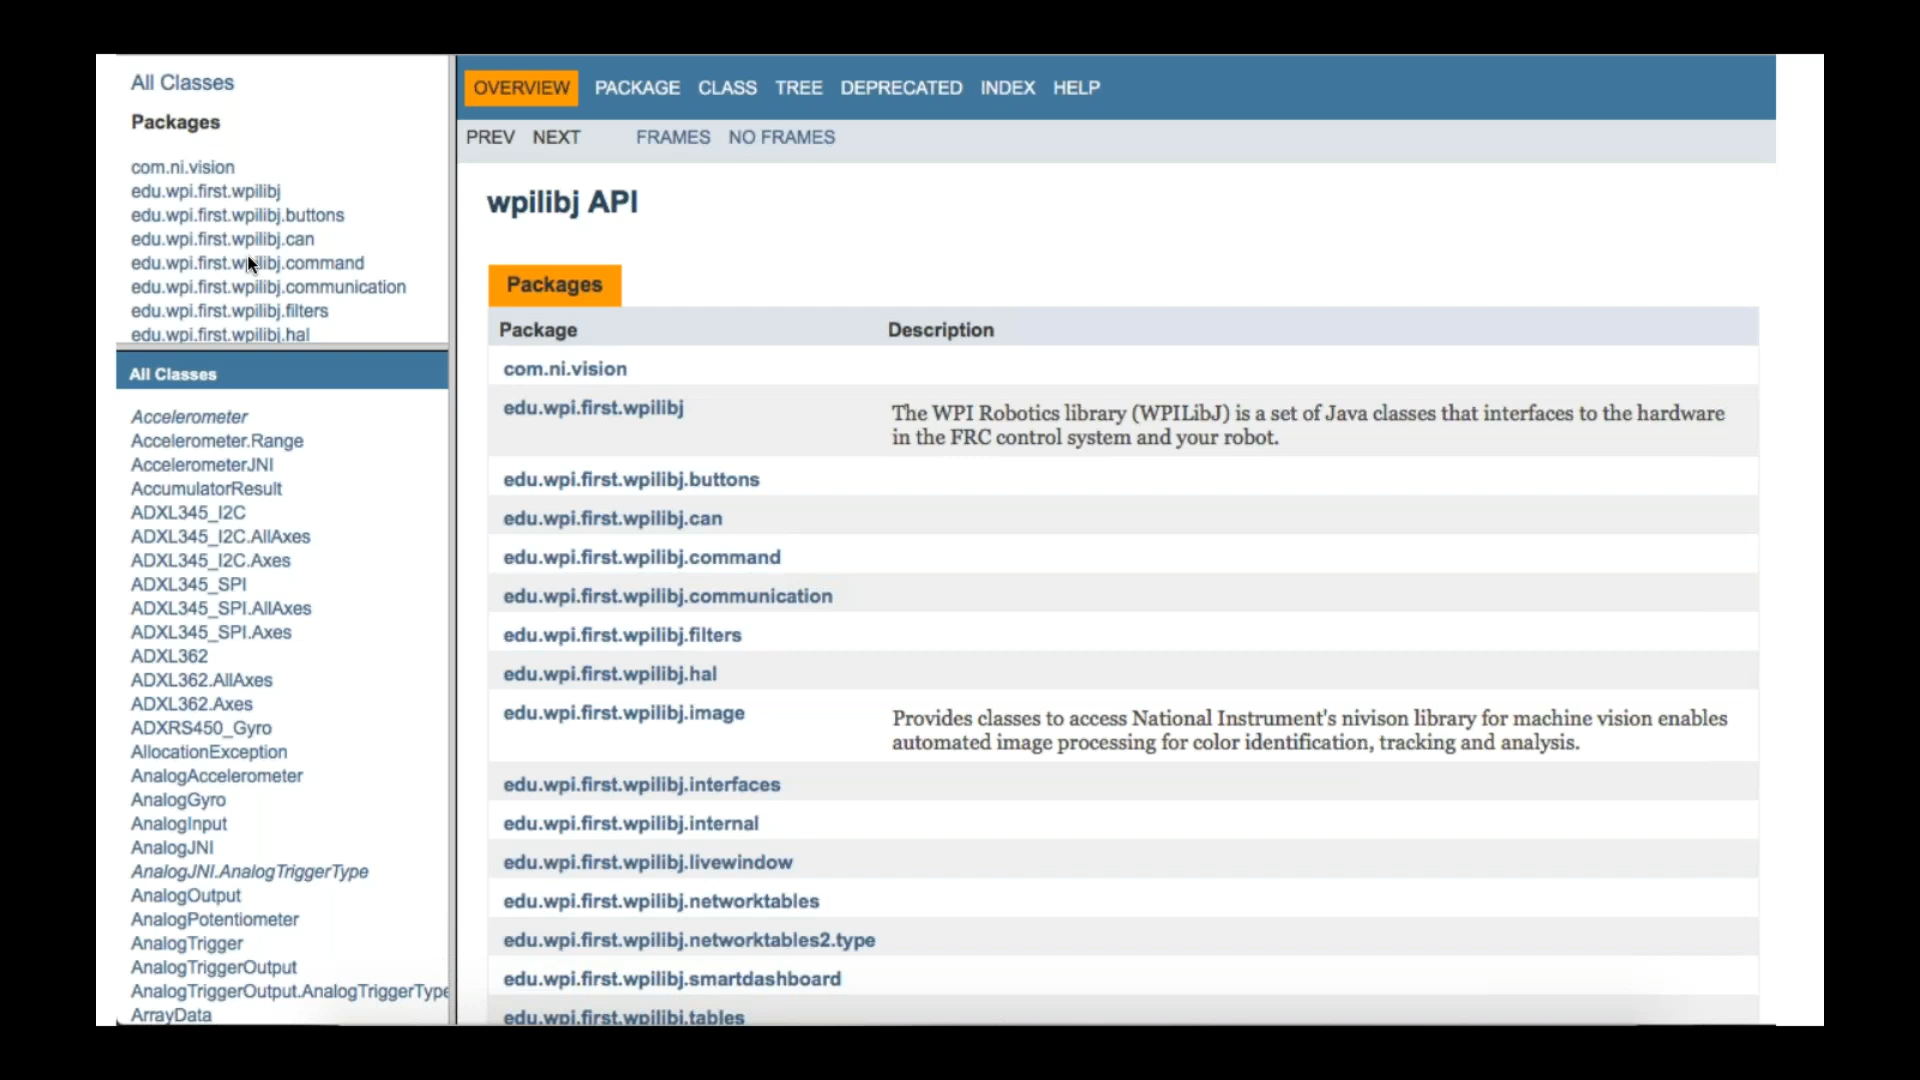 All Classes
Packages
com.ni.vision
edu.wpi.first.wpilibj
edu.wpi.first.wpilibj.buttons
edu.wpi.first.wpilibj.can
edu.wpi.first.wpilibj.command
edu.wpi.first.wpilibj.communication
edu.wpi.first.wpilibj.filters
edu.wpi.first.wpilibj.hal
All Classes
Accelerometer
Accelerometer.Range
AccelerometerJNI
AccumulatorResult
ADXL345_I2C
ADXL345_I2C.AllAxes
ADXL345_I2C.Axes
ADXL345_SPI
ADXL345_SPI.AllAxes
ADXL345_SPI.Axes
ADXL362
ADXL362.AllAxes
ADXL362.Axes
ADXRS450_Gyro
AllocationException
AnalogAccelerometer
AnalogGyro
AnalogInput
AnalogJNI
AnalogJNI.AnalogTriggerType
AnalogOutput
AnalogPotentiometer
AnalogTrigger
AnalogTriggerOutput
AnalogTriggerOutput.AnalogTriggerType
ArrayData
OVERVIEW PACKAGE CLASS TREE DEPRECATED INDEX HELP
PREV NEXT FRAMES NO FRAMES
wpilibj API
Packages
Package Description
com.ni.vision
edu.wpi.first.wpilibj The WPI Robotics library (WPILibJ) is a set of Java classes that interfaces to the hardware
in the FRC control system and your robot.
edu.wpi.first.wpilibj.buttons
edu.wpi.first.wpilibj.can
edu.wpi.first.wpilibj.command
edu.wpi.first.wpilibj.communication
edu.wpi.first.wpilibj.filters
edu.wpi.first.wpilibj.hal
edu.wpi.first.wpilibj.image Provides classes to access National Instrument's nivison library for machine vision enables
automated image processing for color identification, tracking and analysis.
edu.wpi.first.wpilibj.interfaces
edu.wpi.first.wpilibj.internal
edu.wpi.first.wpilibj.livewindow
edu.wpi.first.wpilibj.networktables
edu.wpi.first.wpilibj.networktables2.type
edu.wpi.first.wpilibj.smartdashboard
edu.wpi.first.wpilibj.tables